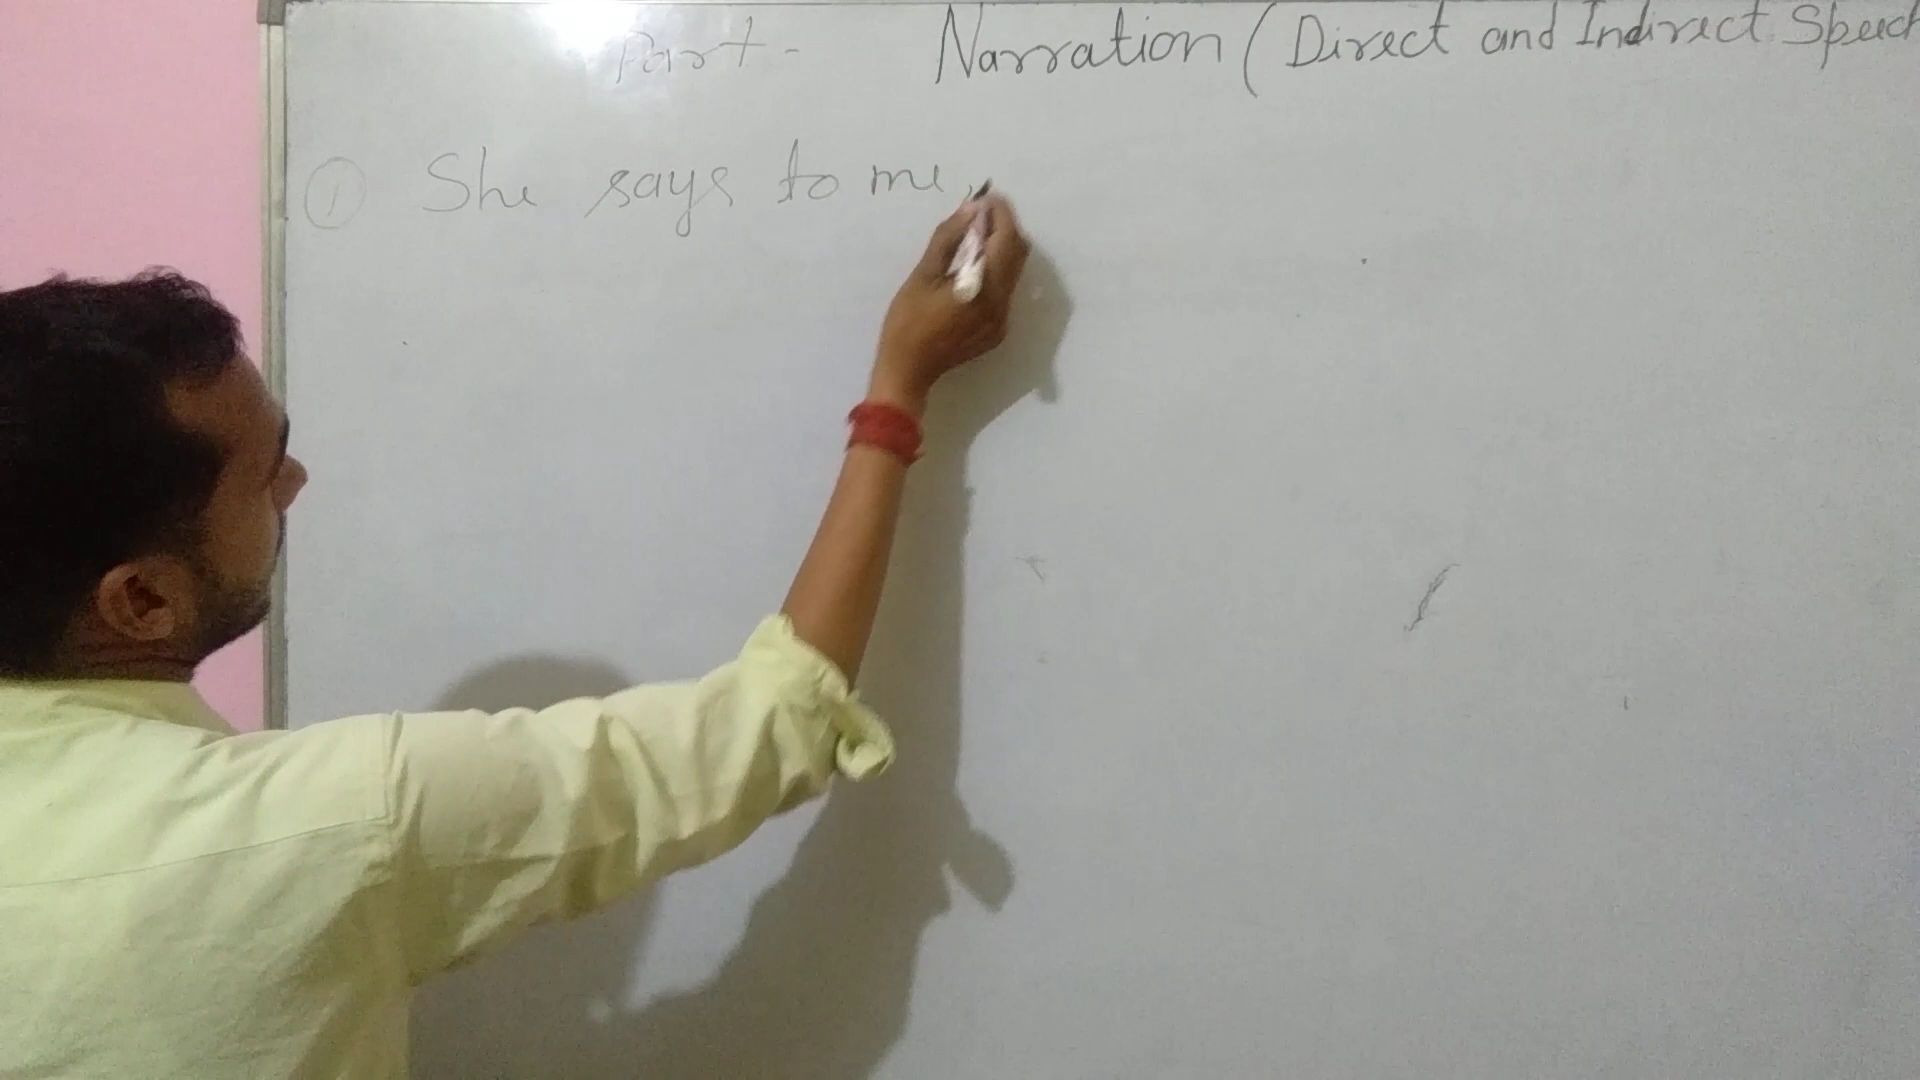 Part - Narration (Direct and Indirect Speech
① She says to me,